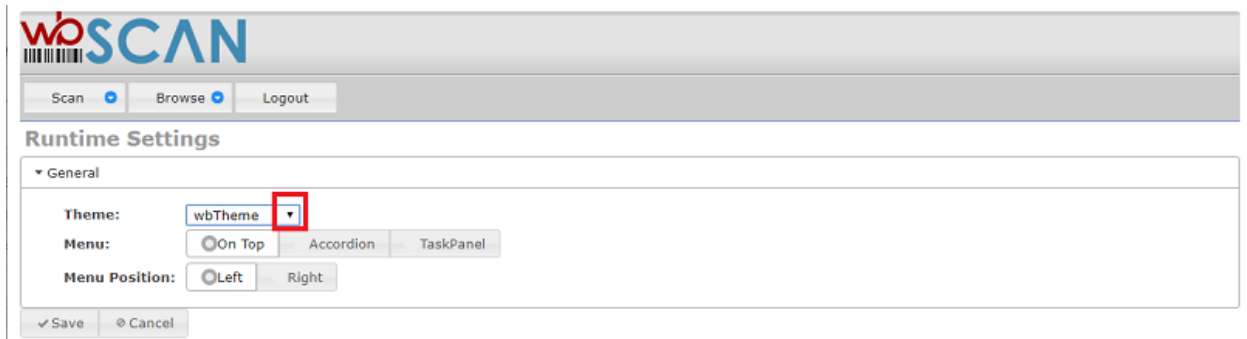 wbSCAN
Scan Browse Logout
Runtime Settings
General
Theme: wbTheme
Menu: On Top Accordion TaskPanel
Menu Position: Left Right
Save Cancel